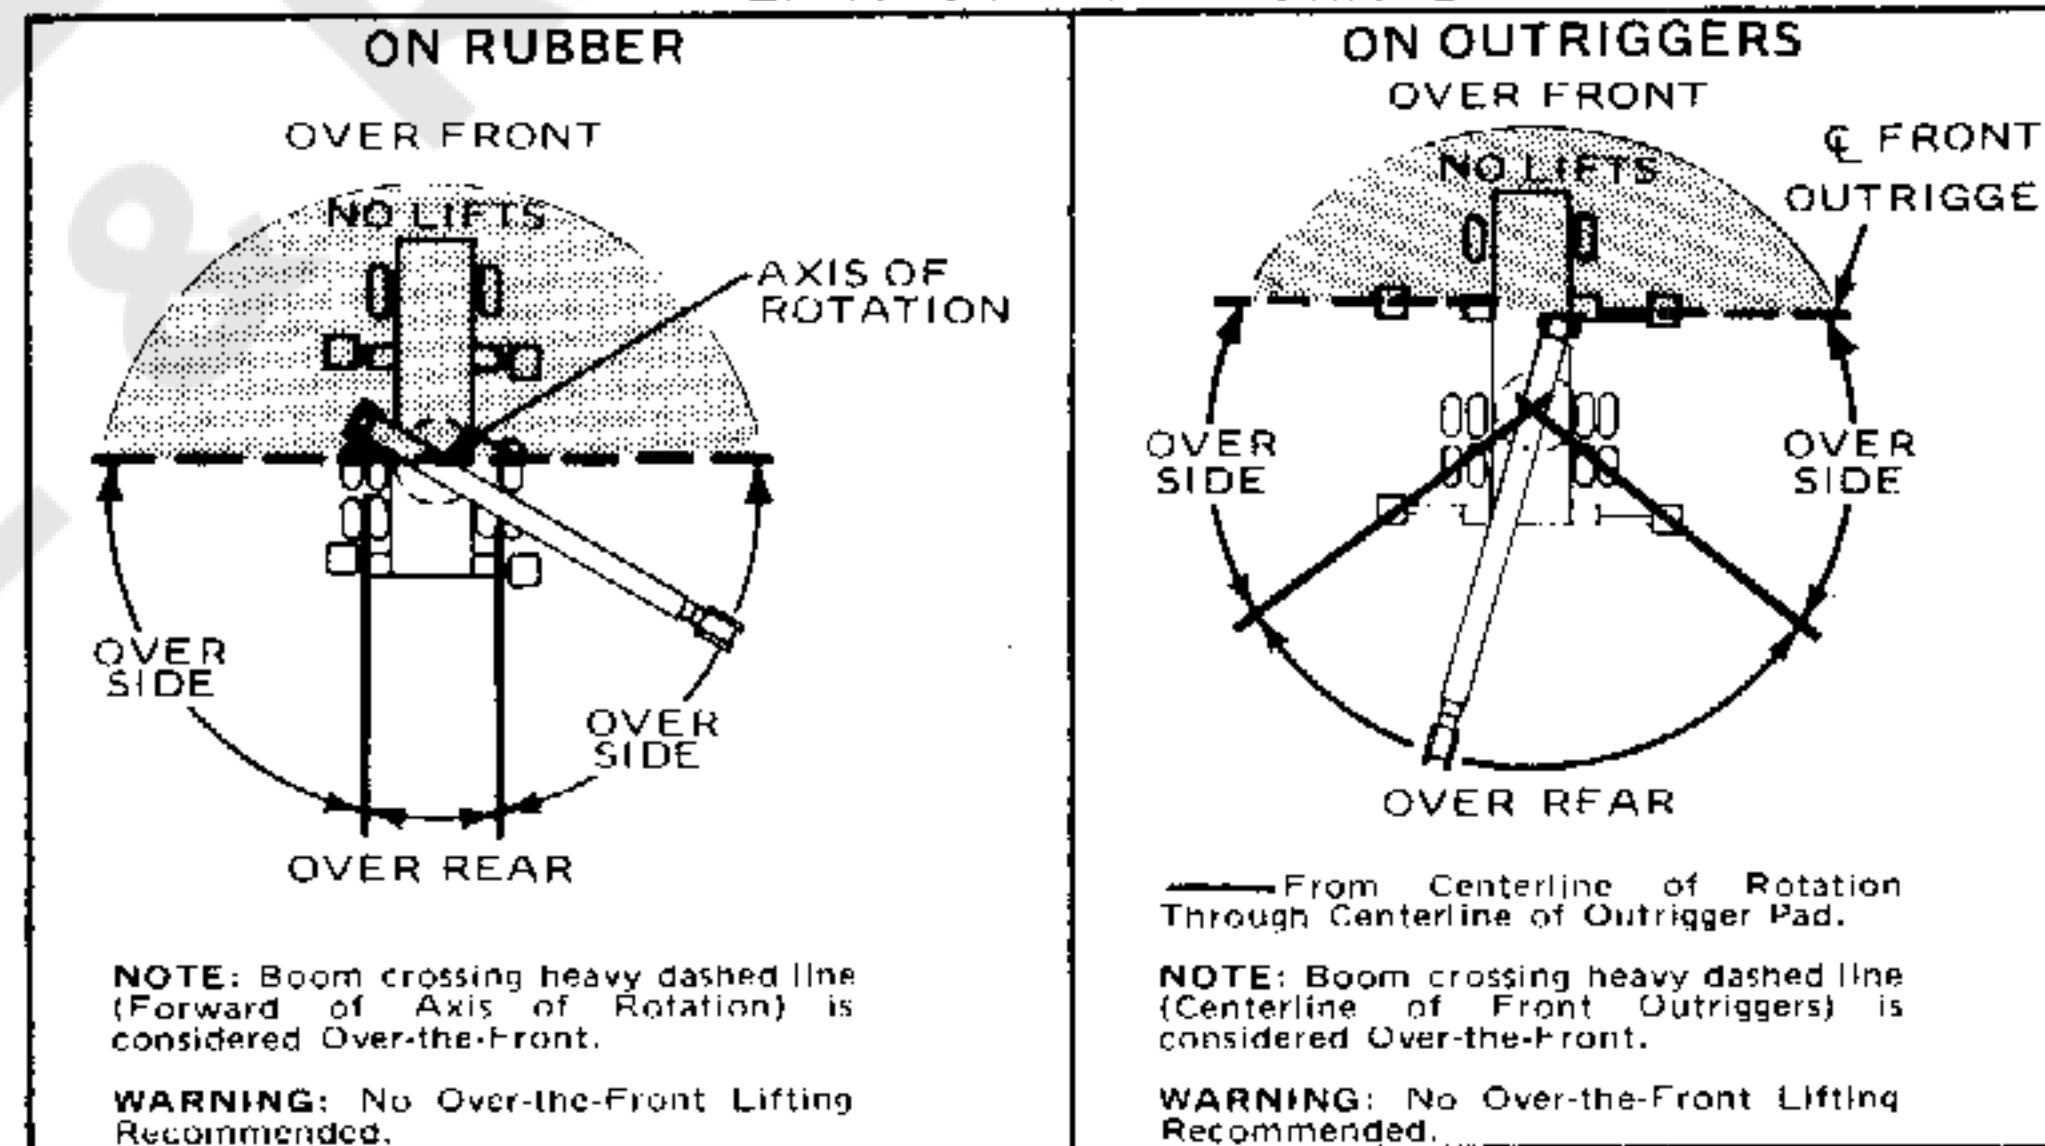 ON RUBBER
OVER FRONT
NO LIFTS
AXIS OF
ROTATION
OVER
SIDE
OVER
SIDE
OVER REAR
NOTE: Boom crossing heavy dashed line
(Forward of Axis of Rotation) is
considered Over-the-Front.
WARNING: No Over-the-Front Lifting
Recommended.
ON OUTRIGGERS
OVER FRONT
NO LIFTS
℄ FRONT
OUTRIGGE
OVER
SIDE
OVER
SIDE
OVER REAR
From Centerline of Rotation
Through Centerline of Outrigger Pad.
NOTE: Boom crossing heavy dashed line
(Centerline of Front Outriggers) is
considered Over-the-Front.
WARNING: No Over-the-Front Lifting
Recommended.